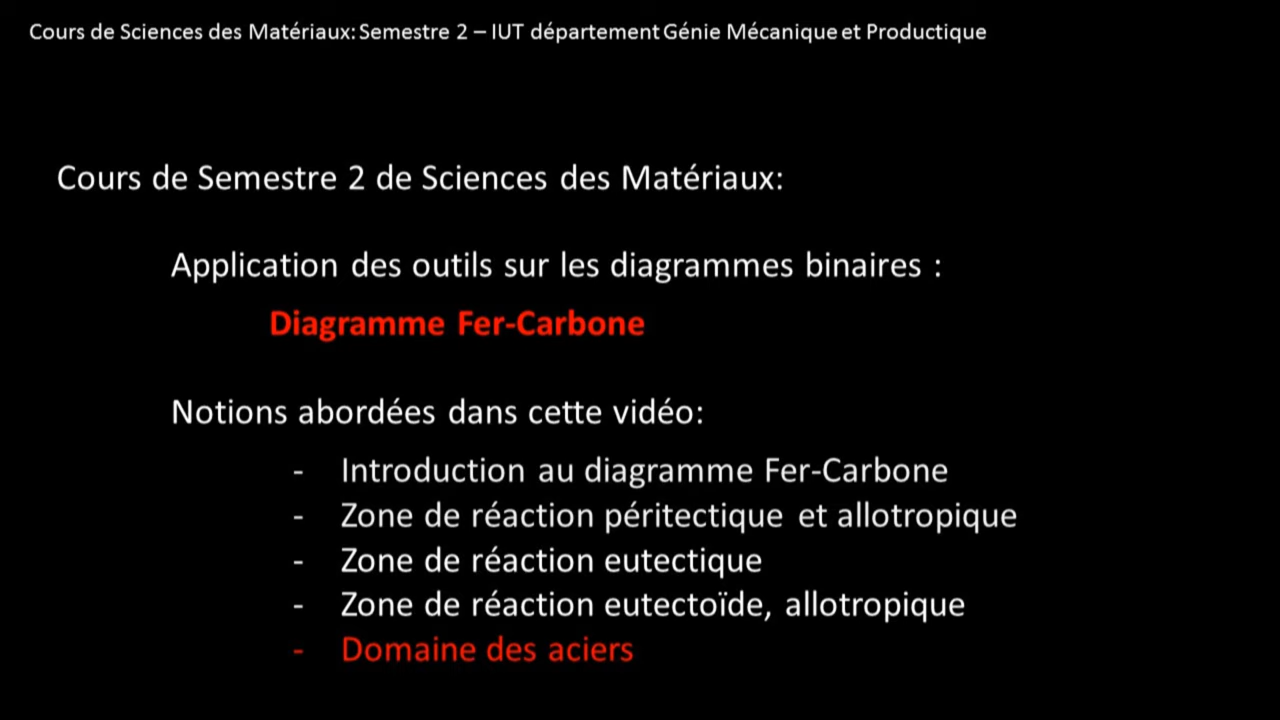 Cours de Sciences des Matériaux: Semestre 2 – IUT département Génie Mécanique et Productique
Cours de Semestre 2 de Sciences des Matériaux:
Application des outils sur les diagrammes binaires :
Diagramme Fer-Carbone
Notions abordées dans cette vidéo:
- Introduction au diagramme Fer-Carbone
- Zone de réaction péritectique et allotropique
- Zone de réaction eutectique
- Zone de réaction eutectoïde, allotropique
- Domaine des aciers